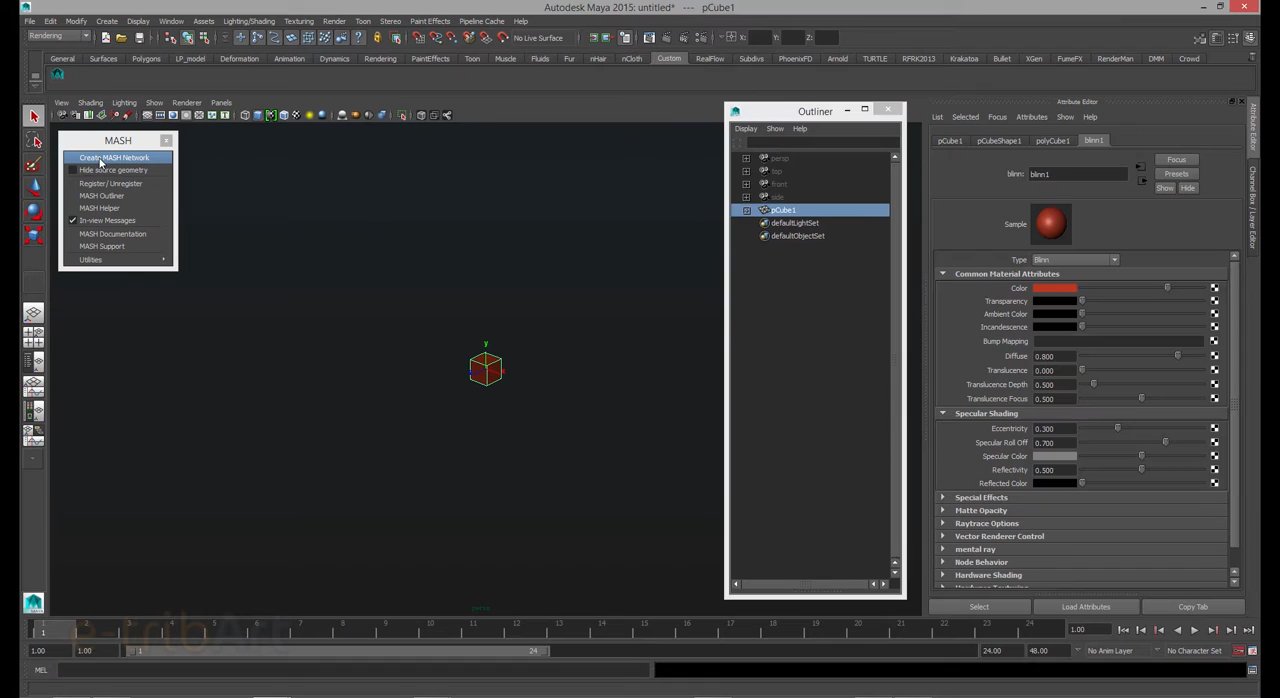 Autodesk Maya 2015: untitled* --- pCube1
File Edit Modify Create Display Window Assets Lighting/Shading Texturing Render Toon Stereo Paint Effects Pipeline Cache Help
Rendering No Live Surface X: Y: Z:
General Surfaces Polygons LP_model Deformation Animation Dynamics Rendering PaintEffects Toon Muscle Fluids Fur nHair nCloth Custom RealFlow Subdivs PhoenixFD Arnold TURTLE RFRK2013 Krakatoa Bullet XGen FumeFX RenderMan DMM Crowd
View Shading Lighting Show Renderer Panels
MASH
Create MASH Network
Hide source geometry
Register/ Unregister
MASH Outliner
MASH Helper
In-view Messages
MASH Documentation
MASH Support
Utilities
y
persp
Outliner
Display Show Help
persp
top
front
side
pCube1
defaultLightSet
defaultObjectSet
Attribute Editor
List Selected Focus Attributes Show Help
pCube1 pCubeShape1 polyCube1 blinn1
Focus
blinn: blinn1 Presets
Show Hide
Sample
Type Blinn
Common Material Attributes
Color
Transparency
Ambient Color
Incandescence
Bump Mapping
Diffuse 0.800
Translucence 0.000
Translucence Depth 0.500
Translucence Focus 0.500
Specular Shading
Eccentricity 0.300
Specular Roll Off 0.700
Specular Color
Reflectivity 0.500
Reflected Color
Special Effects
Matte Opacity
Raytrace Options
Vector Renderer Control
mental ray
Node Behavior
Hardware Shading
Hardware Texturing
Select Load Attributes Copy Tab
Attribute Editor
Channel Box / Layer Editor
1 2 3 4 5 6 7 8 9 10 11 12 13 14 15 16 17 18 19 20 21 22 23 24
1 1.00
e-tribArt
1.00 1.00 1 24 24.00 48.00 No Anim Layer No Character Set
MEL